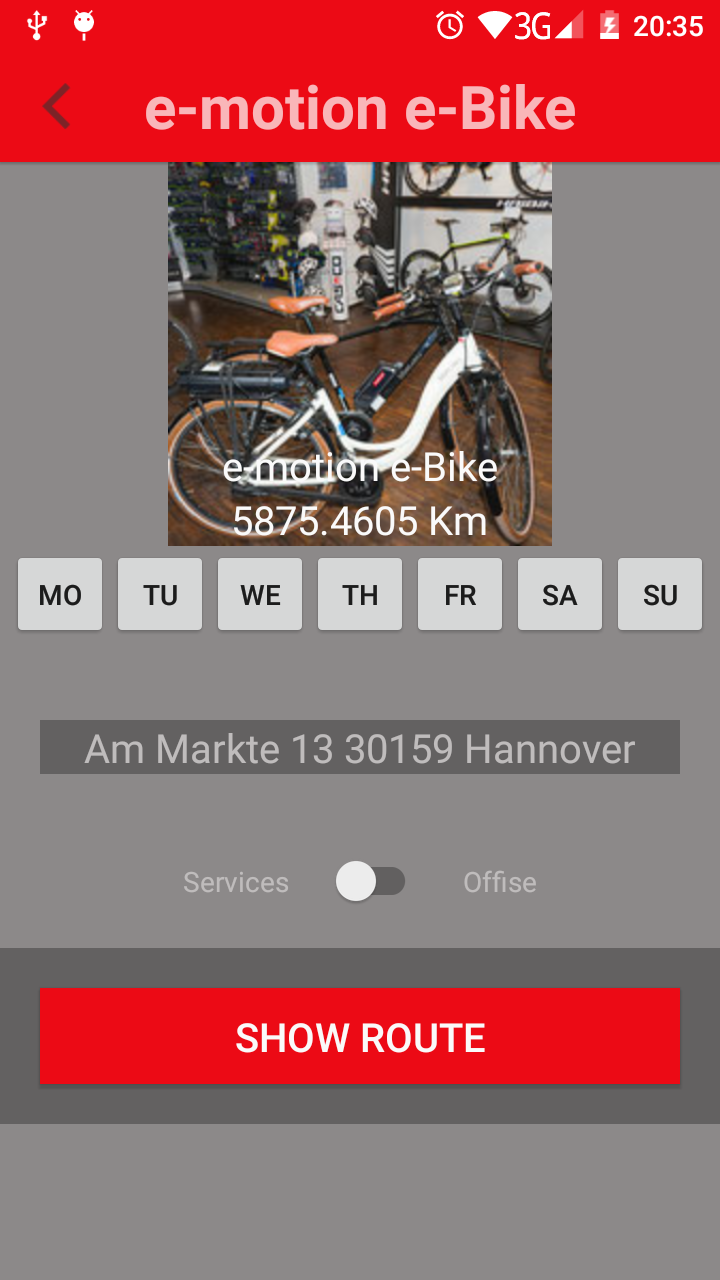 3G 20:35
e-motion e-Bike
e-motion e-Bike
5875.4605 Km
MO TU WE TH FR SA SU
Am Markte 13 30159 Hannover
Services Offise
SHOW ROUTE